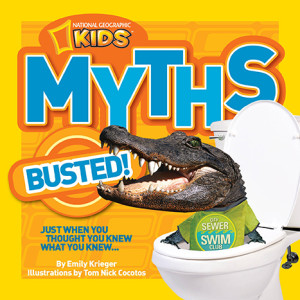 NATIONAL GEOGRAPHIC
KiDS
MYTHS
BUSTED!
JUST WHEN YOU
THOUGHT YOU KNEW
WHAT YOU KNEW...
By Emily Krieger
Illustrations by Tom Nick Cocotos
SEWER
SWIM
CLUB